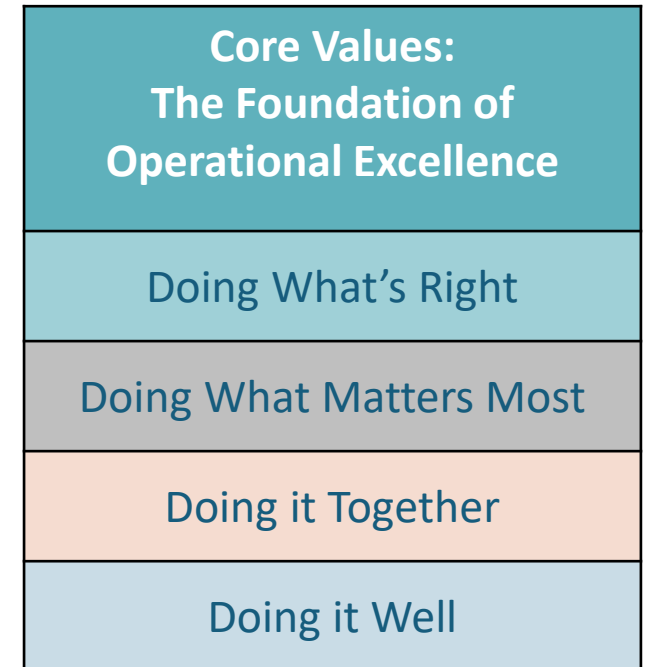 Core Values:
The Foundation of
Operational Excellence
Doing What’s Right
Doing What Matters Most
Doing it Together
Doing it Well